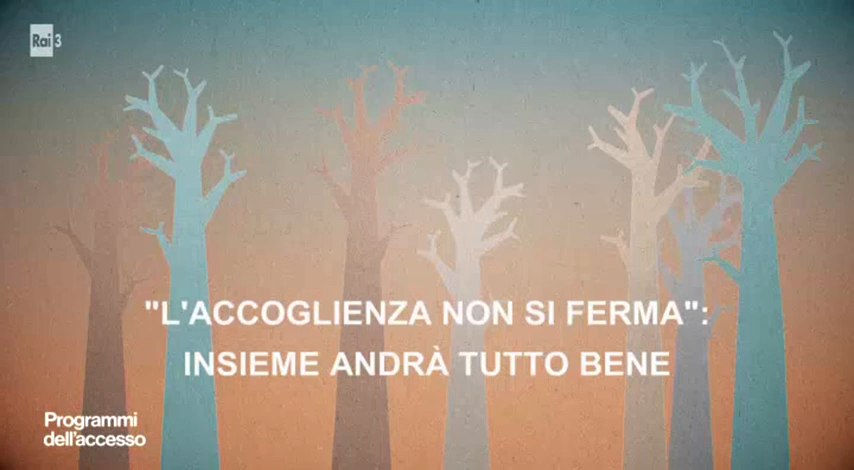 Rai 3
"L'ACCOGLIENZA NON SI FERMA":
INSIEME ANDRÀ TUTTO BENE
Programmi
dell'accesso